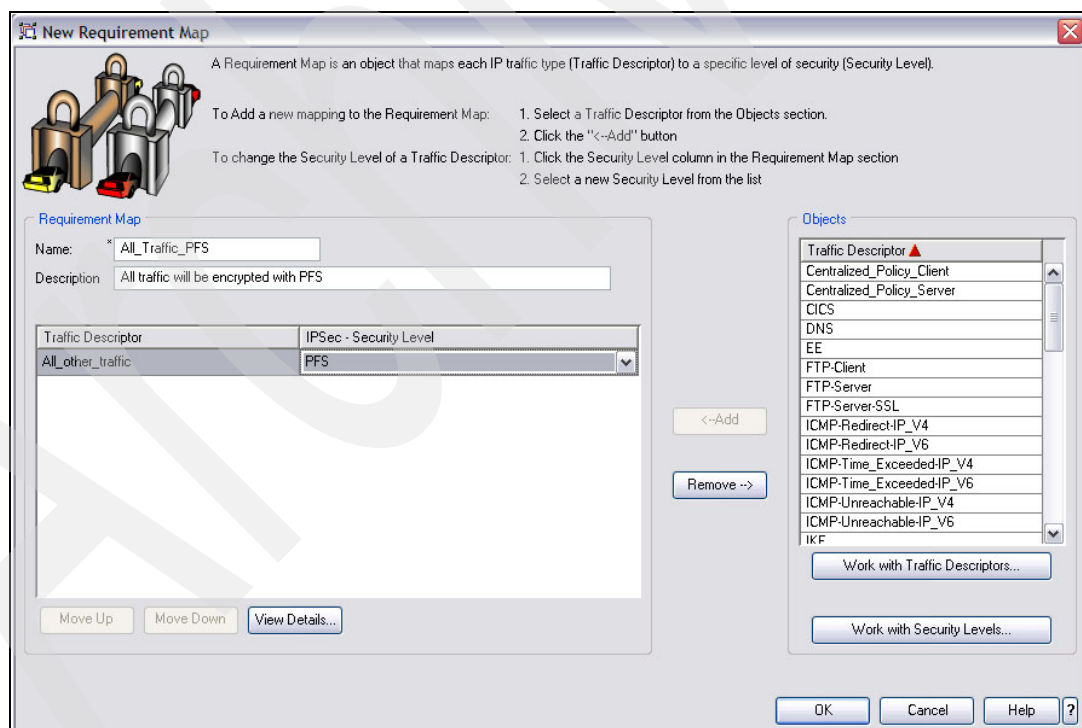 New Requirement Map
A Requirement Map is an object that maps each IP traffic type (Traffic Descriptor) to a specific level of security (Security Level).
To Add a new mapping to the Requirement Map: 1. Select a Traffic Descriptor from the Objects section.
2. Click the "<--Add" button
To change the Security Level of a Traffic Descriptor: 1. Click the Security Level column in the Requirement Map section
2. Select a new Security Level from the list
Requirement Map
Name: * All_Traffic_PFS
Description All traffic will be encrypted with PFS
Traffic Descriptor IPSec - Security Level
All_other_traffic PFS
Move Up Move Down View Details...
<--Add
Remove -->
Objects
Traffic Descriptor
Centralized_Policy_Client
Centralized_Policy_Server
CICS
DNS
EE
FTP-Client
FTP-Server
FTP-Server-SSL
ICMP-Redirect-IP_V4
ICMP-Redirect-IP_V6
ICMP-Time_Exceeded-IP_V4
ICMP-Time_Exceeded-IP_V6
ICMP-Unreachable-IP_V4
ICMP-Unreachable-IP_V6
IKE
Work with Traffic Descriptors...
Work with Security Levels...
OK Cancel Help ?